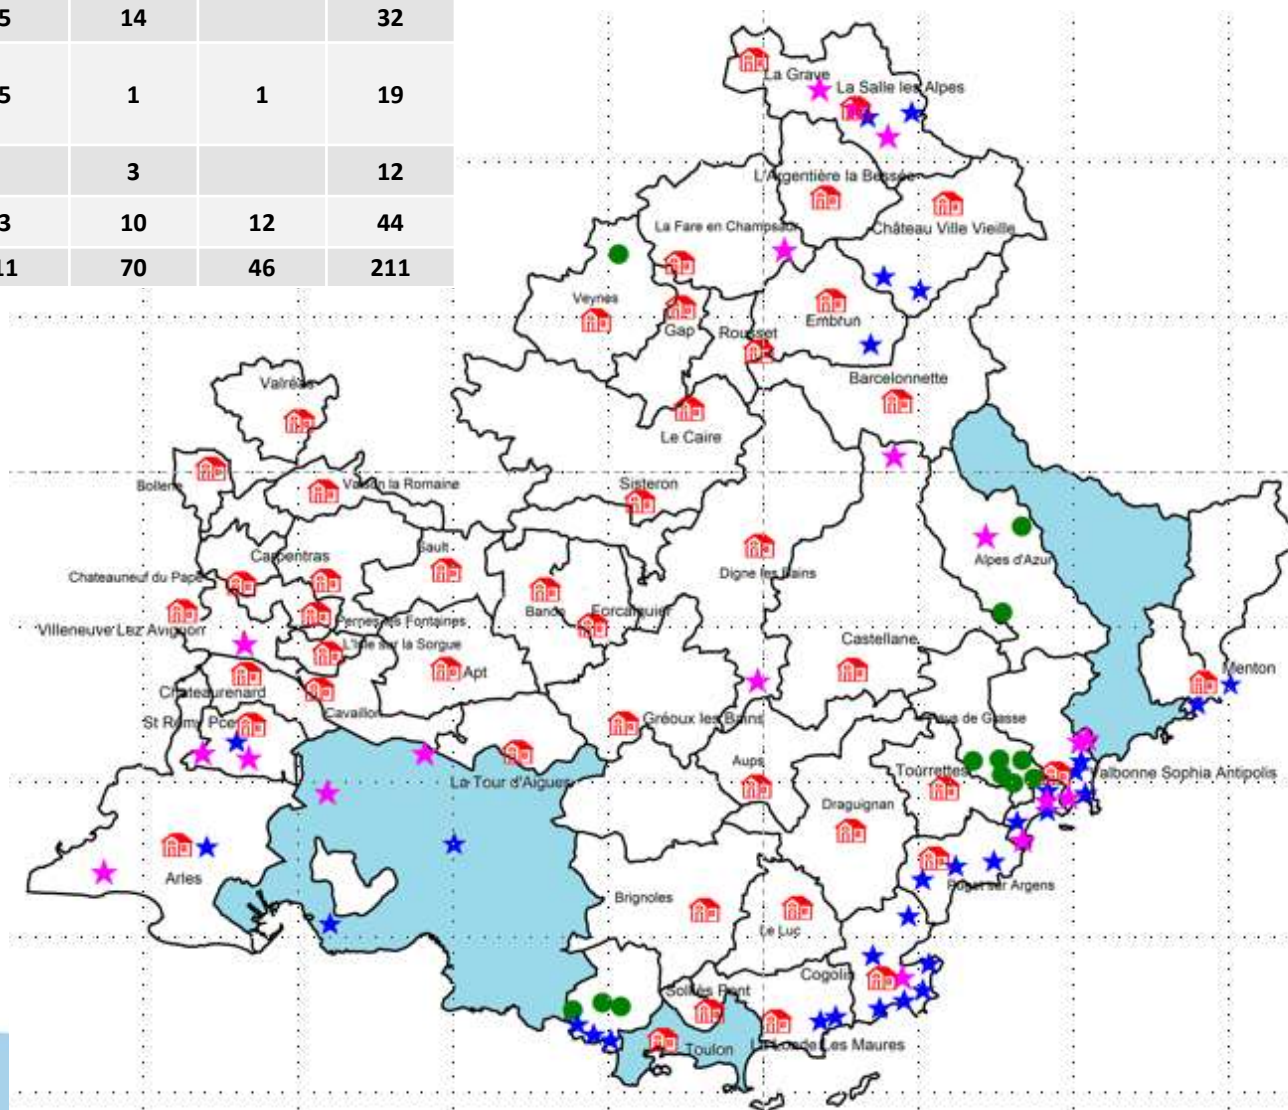 5 14 32
5 1 1 19
3 12
3 10 12 44
11 70 46 211
La Grave
La Salle les Alpes
L'Argentière la Bessée
La Fare en Champsaur
Château Ville Vieille
Veynes
Gap
Rousset
Embrun
Barcelonnette
Valréas
Le Caire
Bollene
Vaison la Romaine
Sisteron
Carpentras
Sault
Chateauneuf du Pape
Digne les Bains
Alpes d'Azur
Banon
Forcalquier
Pernes les Fontaines
Villeneuve Lez Avignon
L'Isle sur la Sorgue
Castellane
Apt
Menton
Chateaurenard
Cavaillon
St Rémy Pce
Gréoux les Bains
Pays de Grasse
La Tour d'Aigues
Aups
Tourrettes
Valbonne Sophia Antipolis
Draguignan
Arles
Puget sur Argens
Brignoles
Le Luc
Cogolin
Solliès Pont
Toulon
La Londe Les Maures